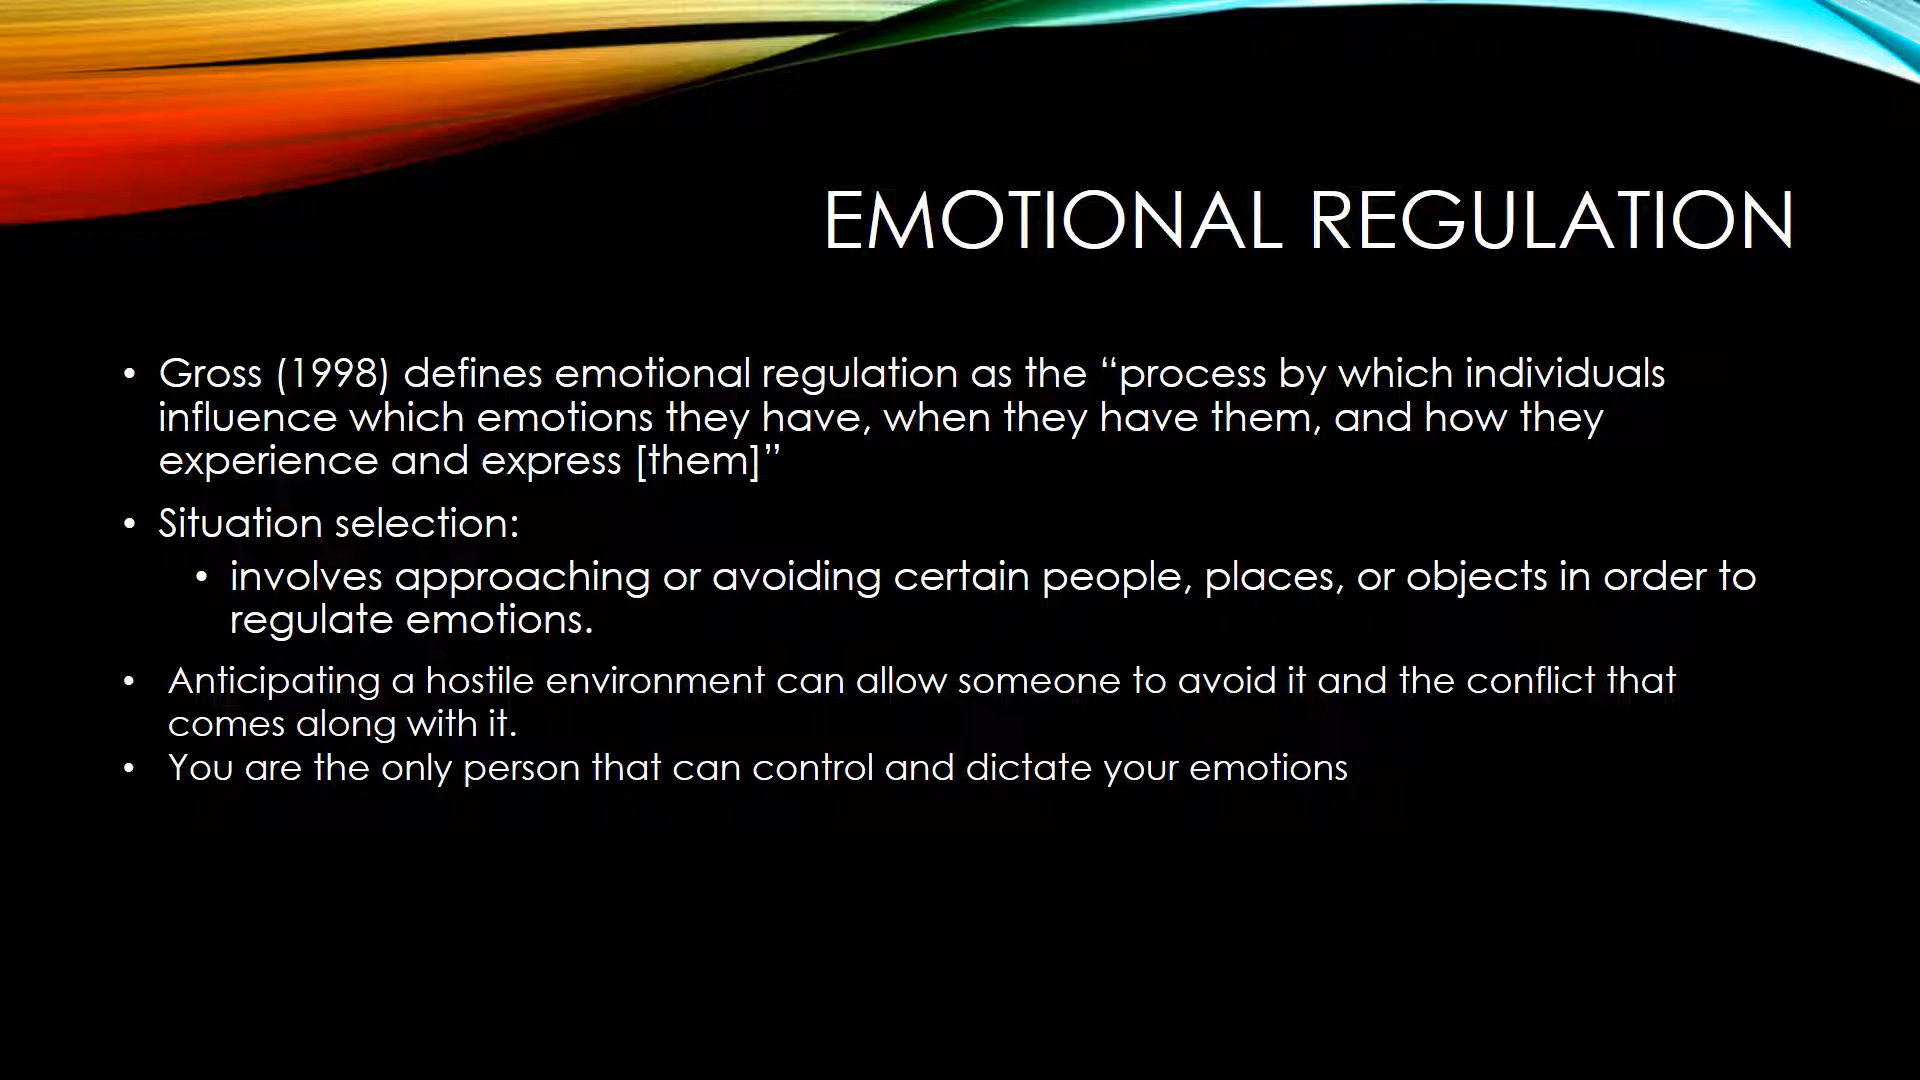 EMOTIONAL REGULATION
• Gross (1998) defines emotional regulation as the “process by which individuals
influence which emotions they have, when they have them, and how they
experience and express [them]”
• Situation selection:
• involves approaching or avoiding certain people, places, or objects in order to
regulate emotions.
• Anticipating a hostile environment can allow someone to avoid it and the conflict that
comes along with it.
• You are the only person that can control and dictate your emotions